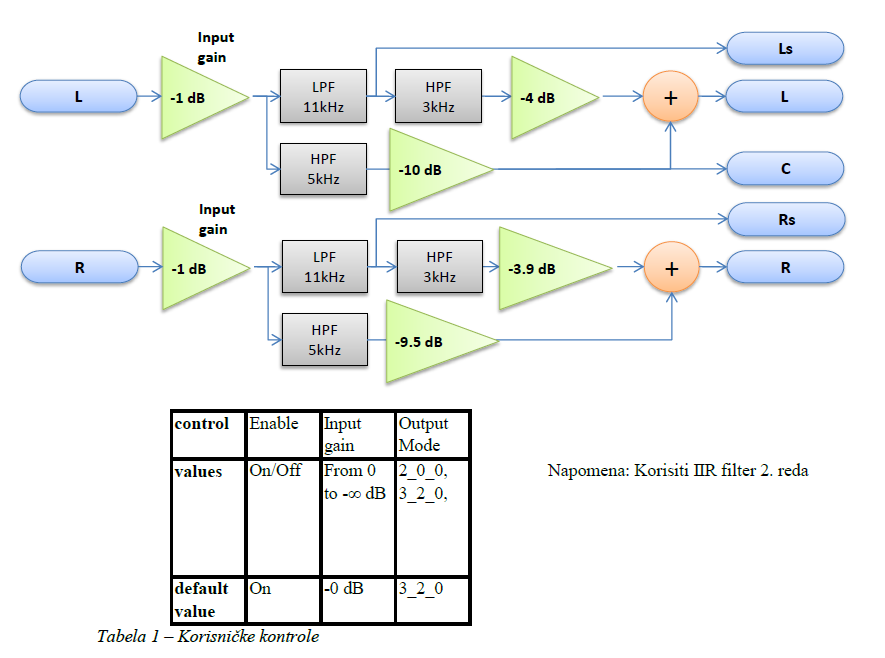 Input
gain
L
-1 dB
LPF
11kHz
HPF
3kHz
-4 dB
+
Ls
L
HPF
5kHz
-10 dB
C
Input
gain
R
-1 dB
LPF
11kHz
HPF
3kHz
-3.9 dB
+
Rs
R
HPF
5kHz
-9.5 dB
control Enable Input gain Output Mode
values On/Off From 0 to -∞ dB 2_0_0, 3_2_0,
default value On -0 dB 3_2_0
Napomena: Korisiti IIR filter 2. reda
Tabela 1 – Korisničke kontrole